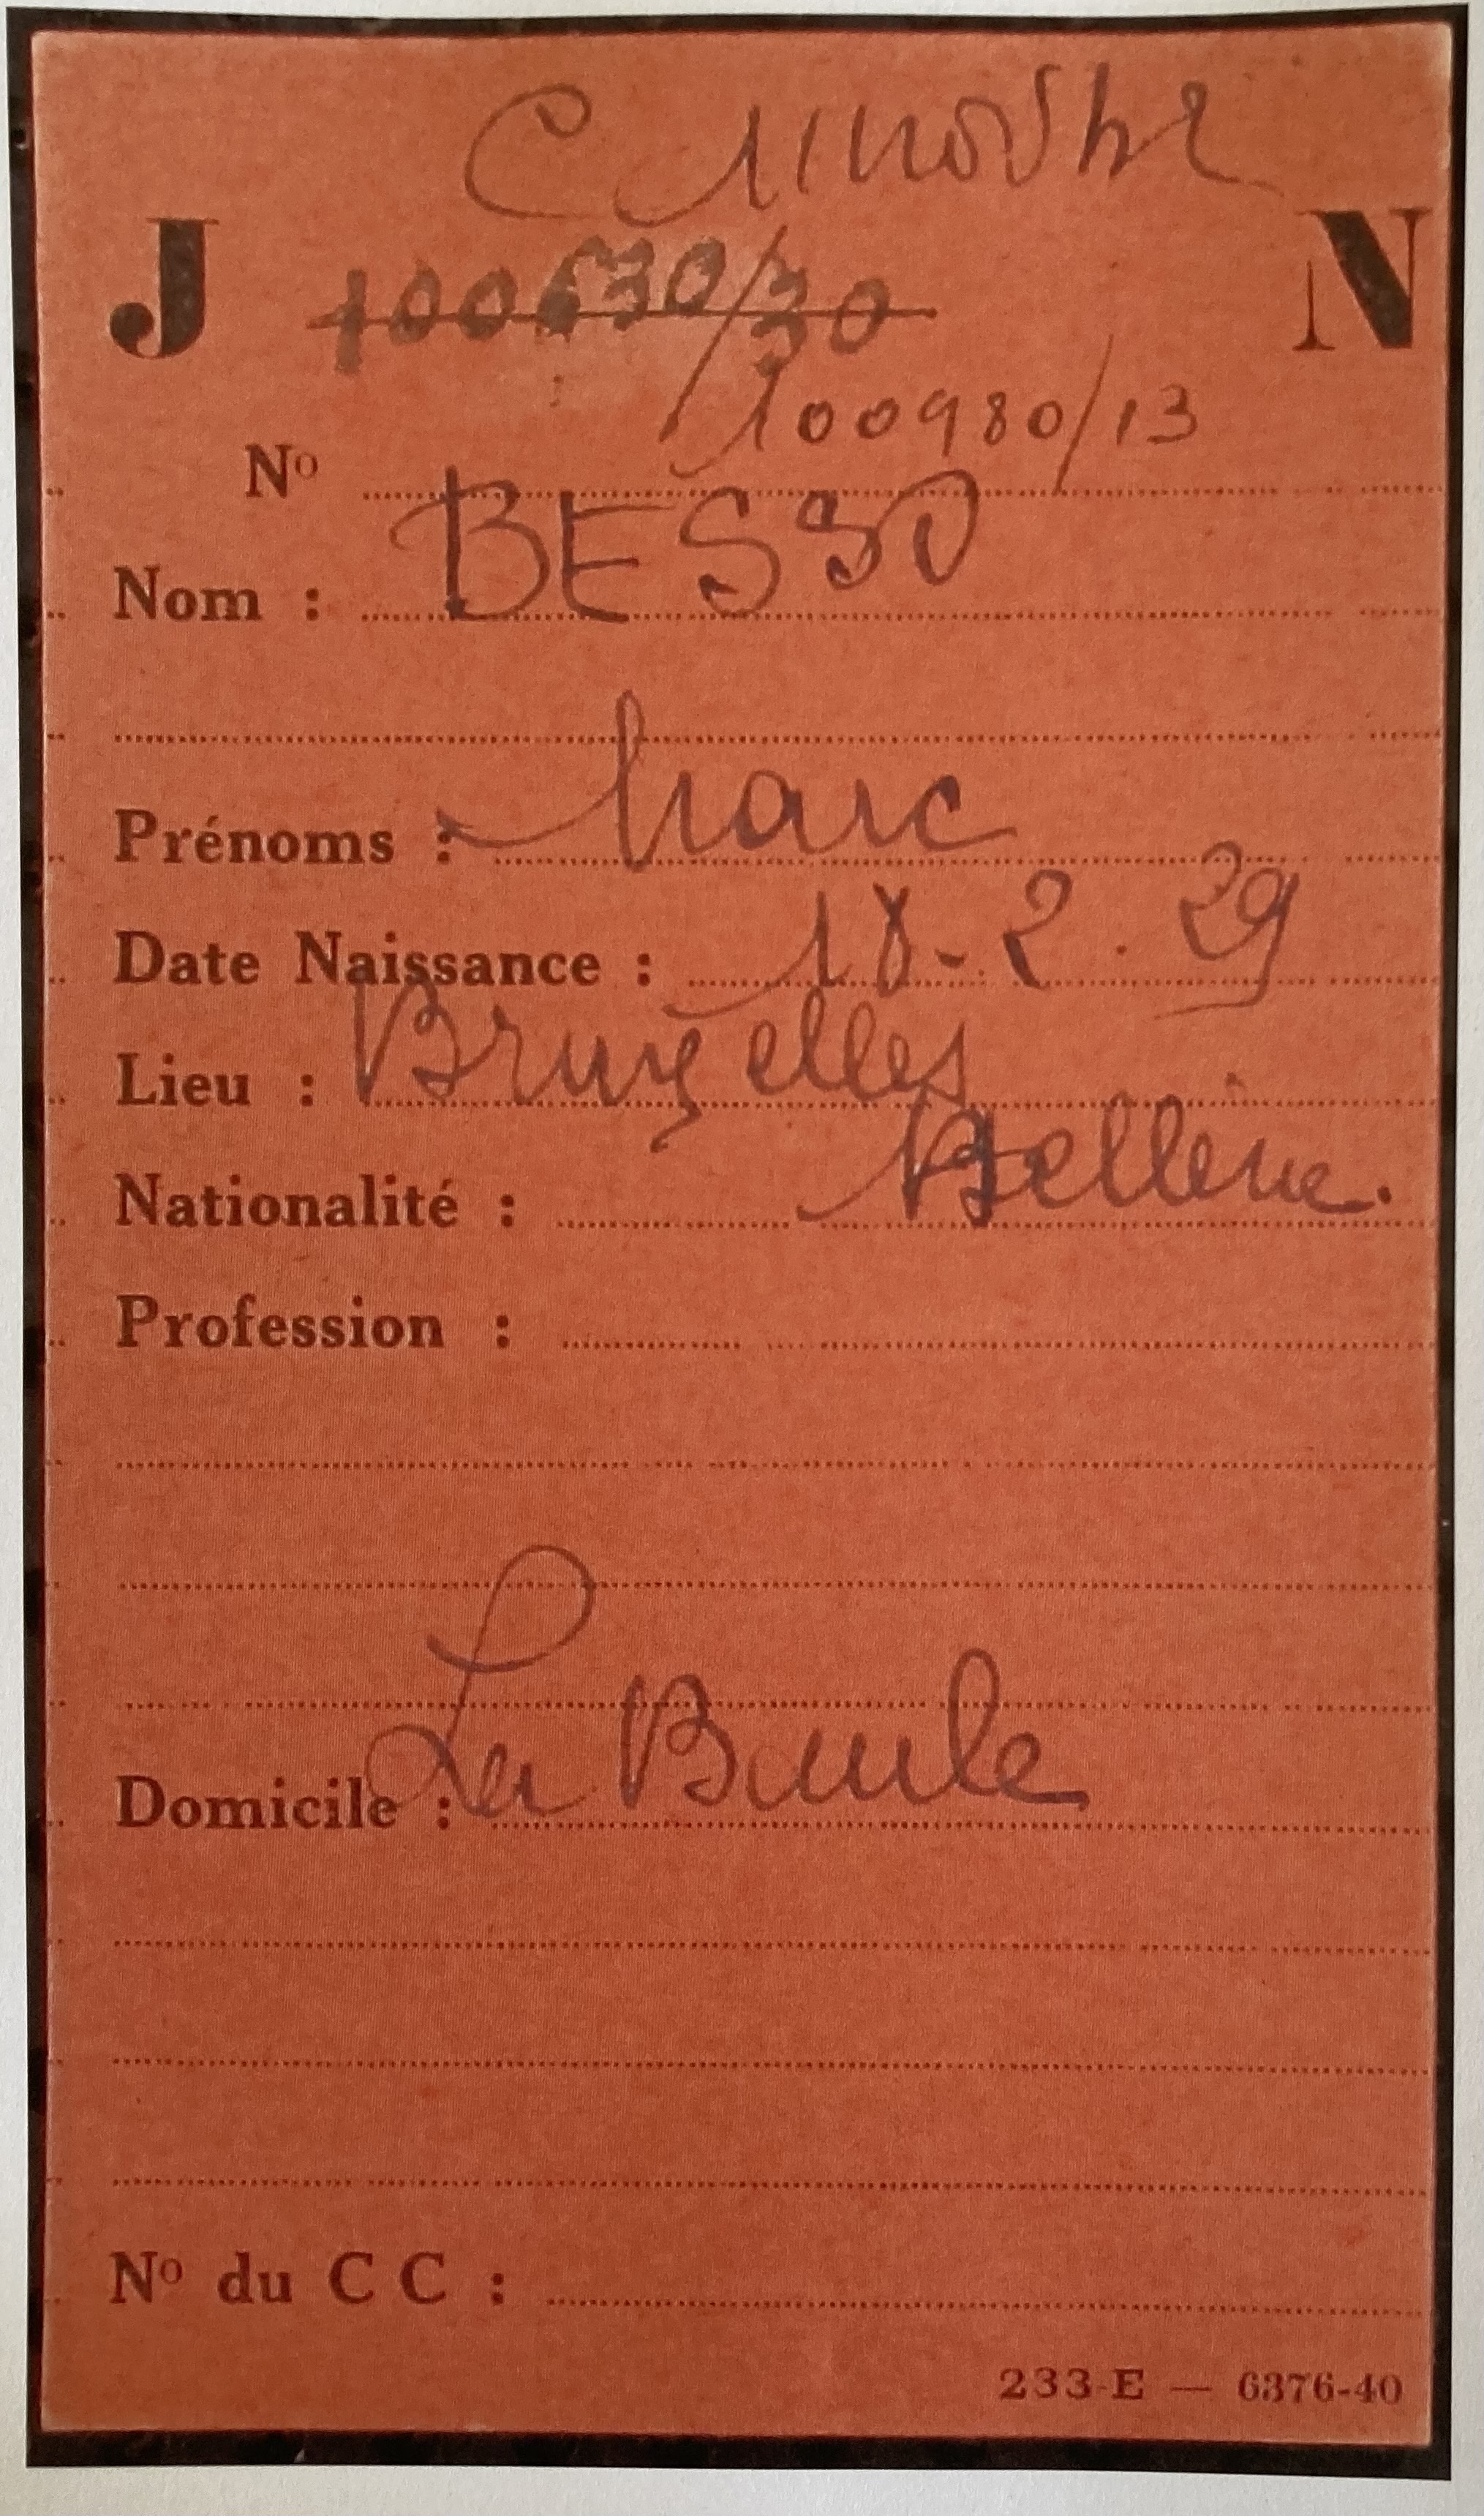 J N
100630/30
100980/13
Nº
Nom : BESSO
Prénoms : Marc
Date Naissance : 18-2.29
Lieu : Bruxelles
Nationalité : Hellène.
Profession :
Domicile : La Baule
Nº du C C :
233-E — 6376-40